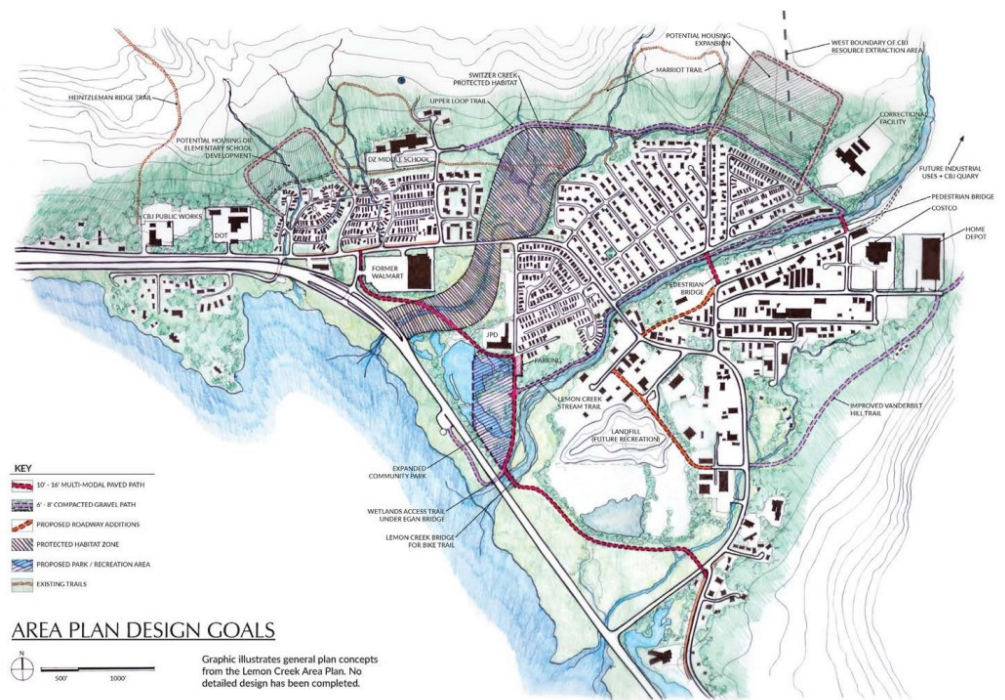 POTENTIAL HOUSING
EXPANSION
WEST BOUNDARY OF CBJ
RESOURCE EXTRACTION AREA
MARRIOT TRAIL
SWITZER CREEK
PROTECTED HABITAT
UPPER LOOP TRAIL
HEINTZLEMAN RIDGE TRAIL
CORRECTIONAL
FACILITY
POTENTIAL HOUSING OR
ELEMENTARY SCHOOL
DEVELOPMENT
DZ MIDDLE SCHOOL
FUTURE INDUSTRIAL
USES + CBJ QUARY
PEDESTRIAN BRIDGE
COSTCO
CBJ PUBLIC WORKS
DOT
HOME
DEPOT
FORMER
WALMART
PEDESTRIAN
BRIDGE
JPD
PARKING
LEMON CREEK
STREAM TRAIL
IMPROVED VANDERBILT
HILL TRAIL
LANDFILL
(FUTURE RECREATION)
EXPANDED
COMMUNITY PARK
WETLANDS ACCESS TRAIL
UNDER EGAN BRIDGE
LEMON CREEK BRIDGE
FOR BIKE TRAIL
KEY
10' - 16' MULTI-MODAL PAVED PATH
6' - 8' COMPACTED GRAVEL PATH
PROPOSED ROADWAY ADDITIONS
PROTECTED HABITAT ZONE
PROPOSED PARK / RECREATION AREA
EXISTING TRAILS
AREA PLAN DESIGN GOALS
N
500'
1000'
Graphic illustrates general plan concepts
from the Lemon Creek Area Plan. No
detailed design has been completed.